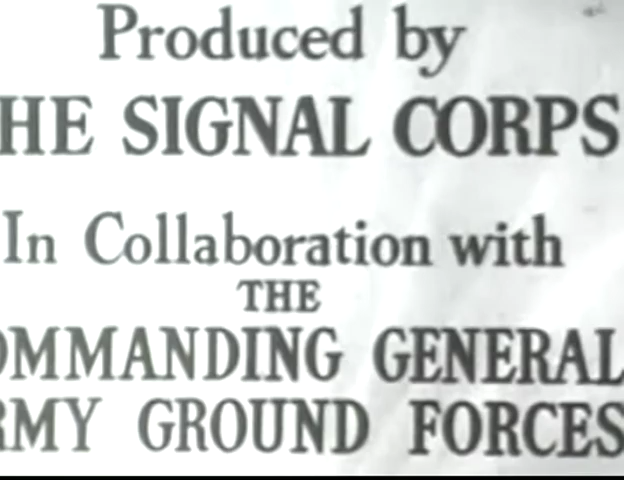 Produced by
HE SIGNAL CORPS
In Collaboration with
THE
OMMANDING GENERAL
RMY GROUND FORCES